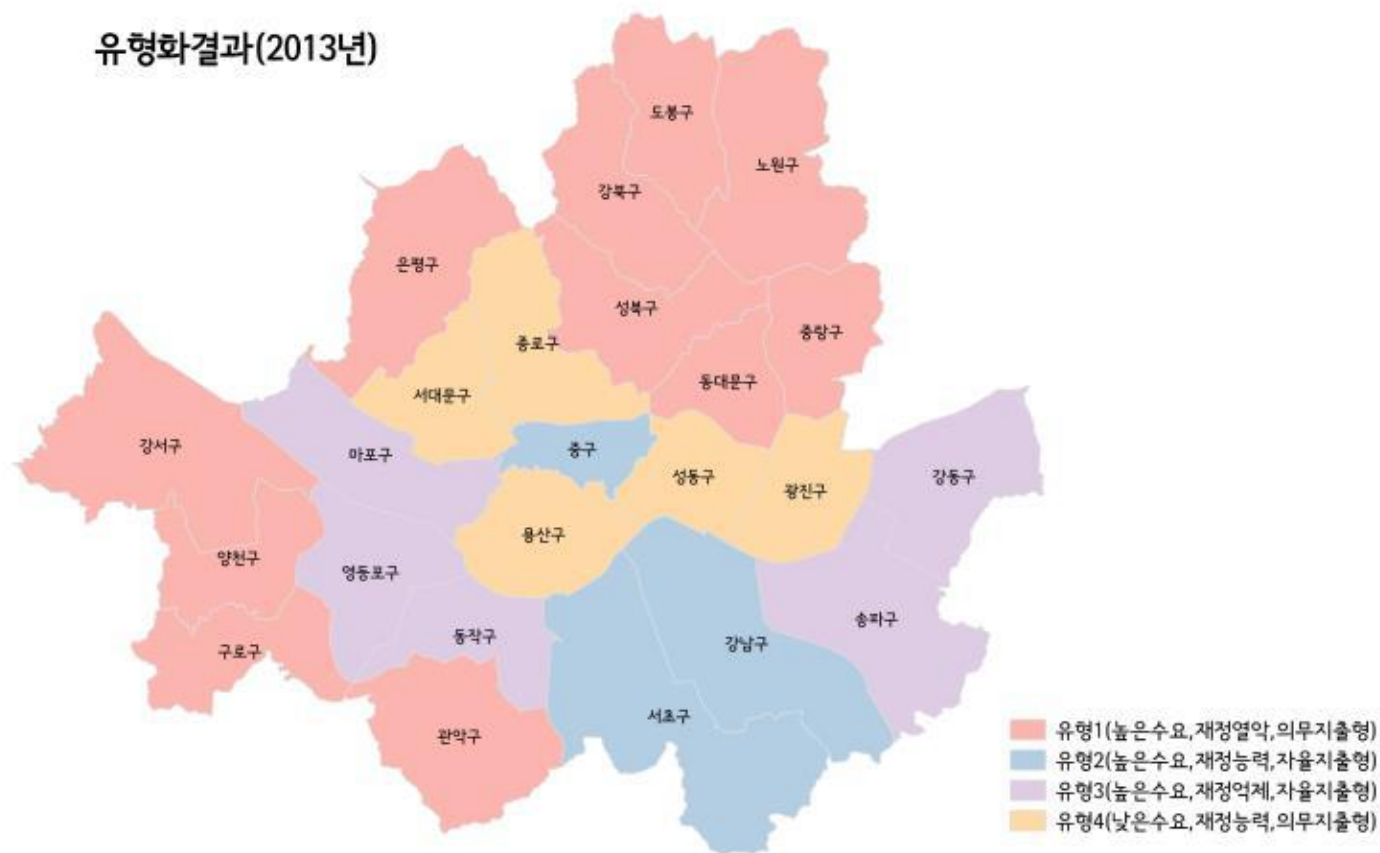 유형화결과(2013년)
도봉구
노원구
강북구
은평구
성북구
중랑구
종로구
동대문구
서대문구
강서구
마포구
중구
성동구
광진구
강동구
용산구
양천구
영등포구
동작구
송파구
강남구
구로구
서초구
관악구
유형1(높은수요,재정열악,의무지출형)
유형2(높은수요,재정능력,자율지출형)
유형3(높은수요,재정억제,자율지출형)
유형4(낮은수요,재정능력,의무지출형)